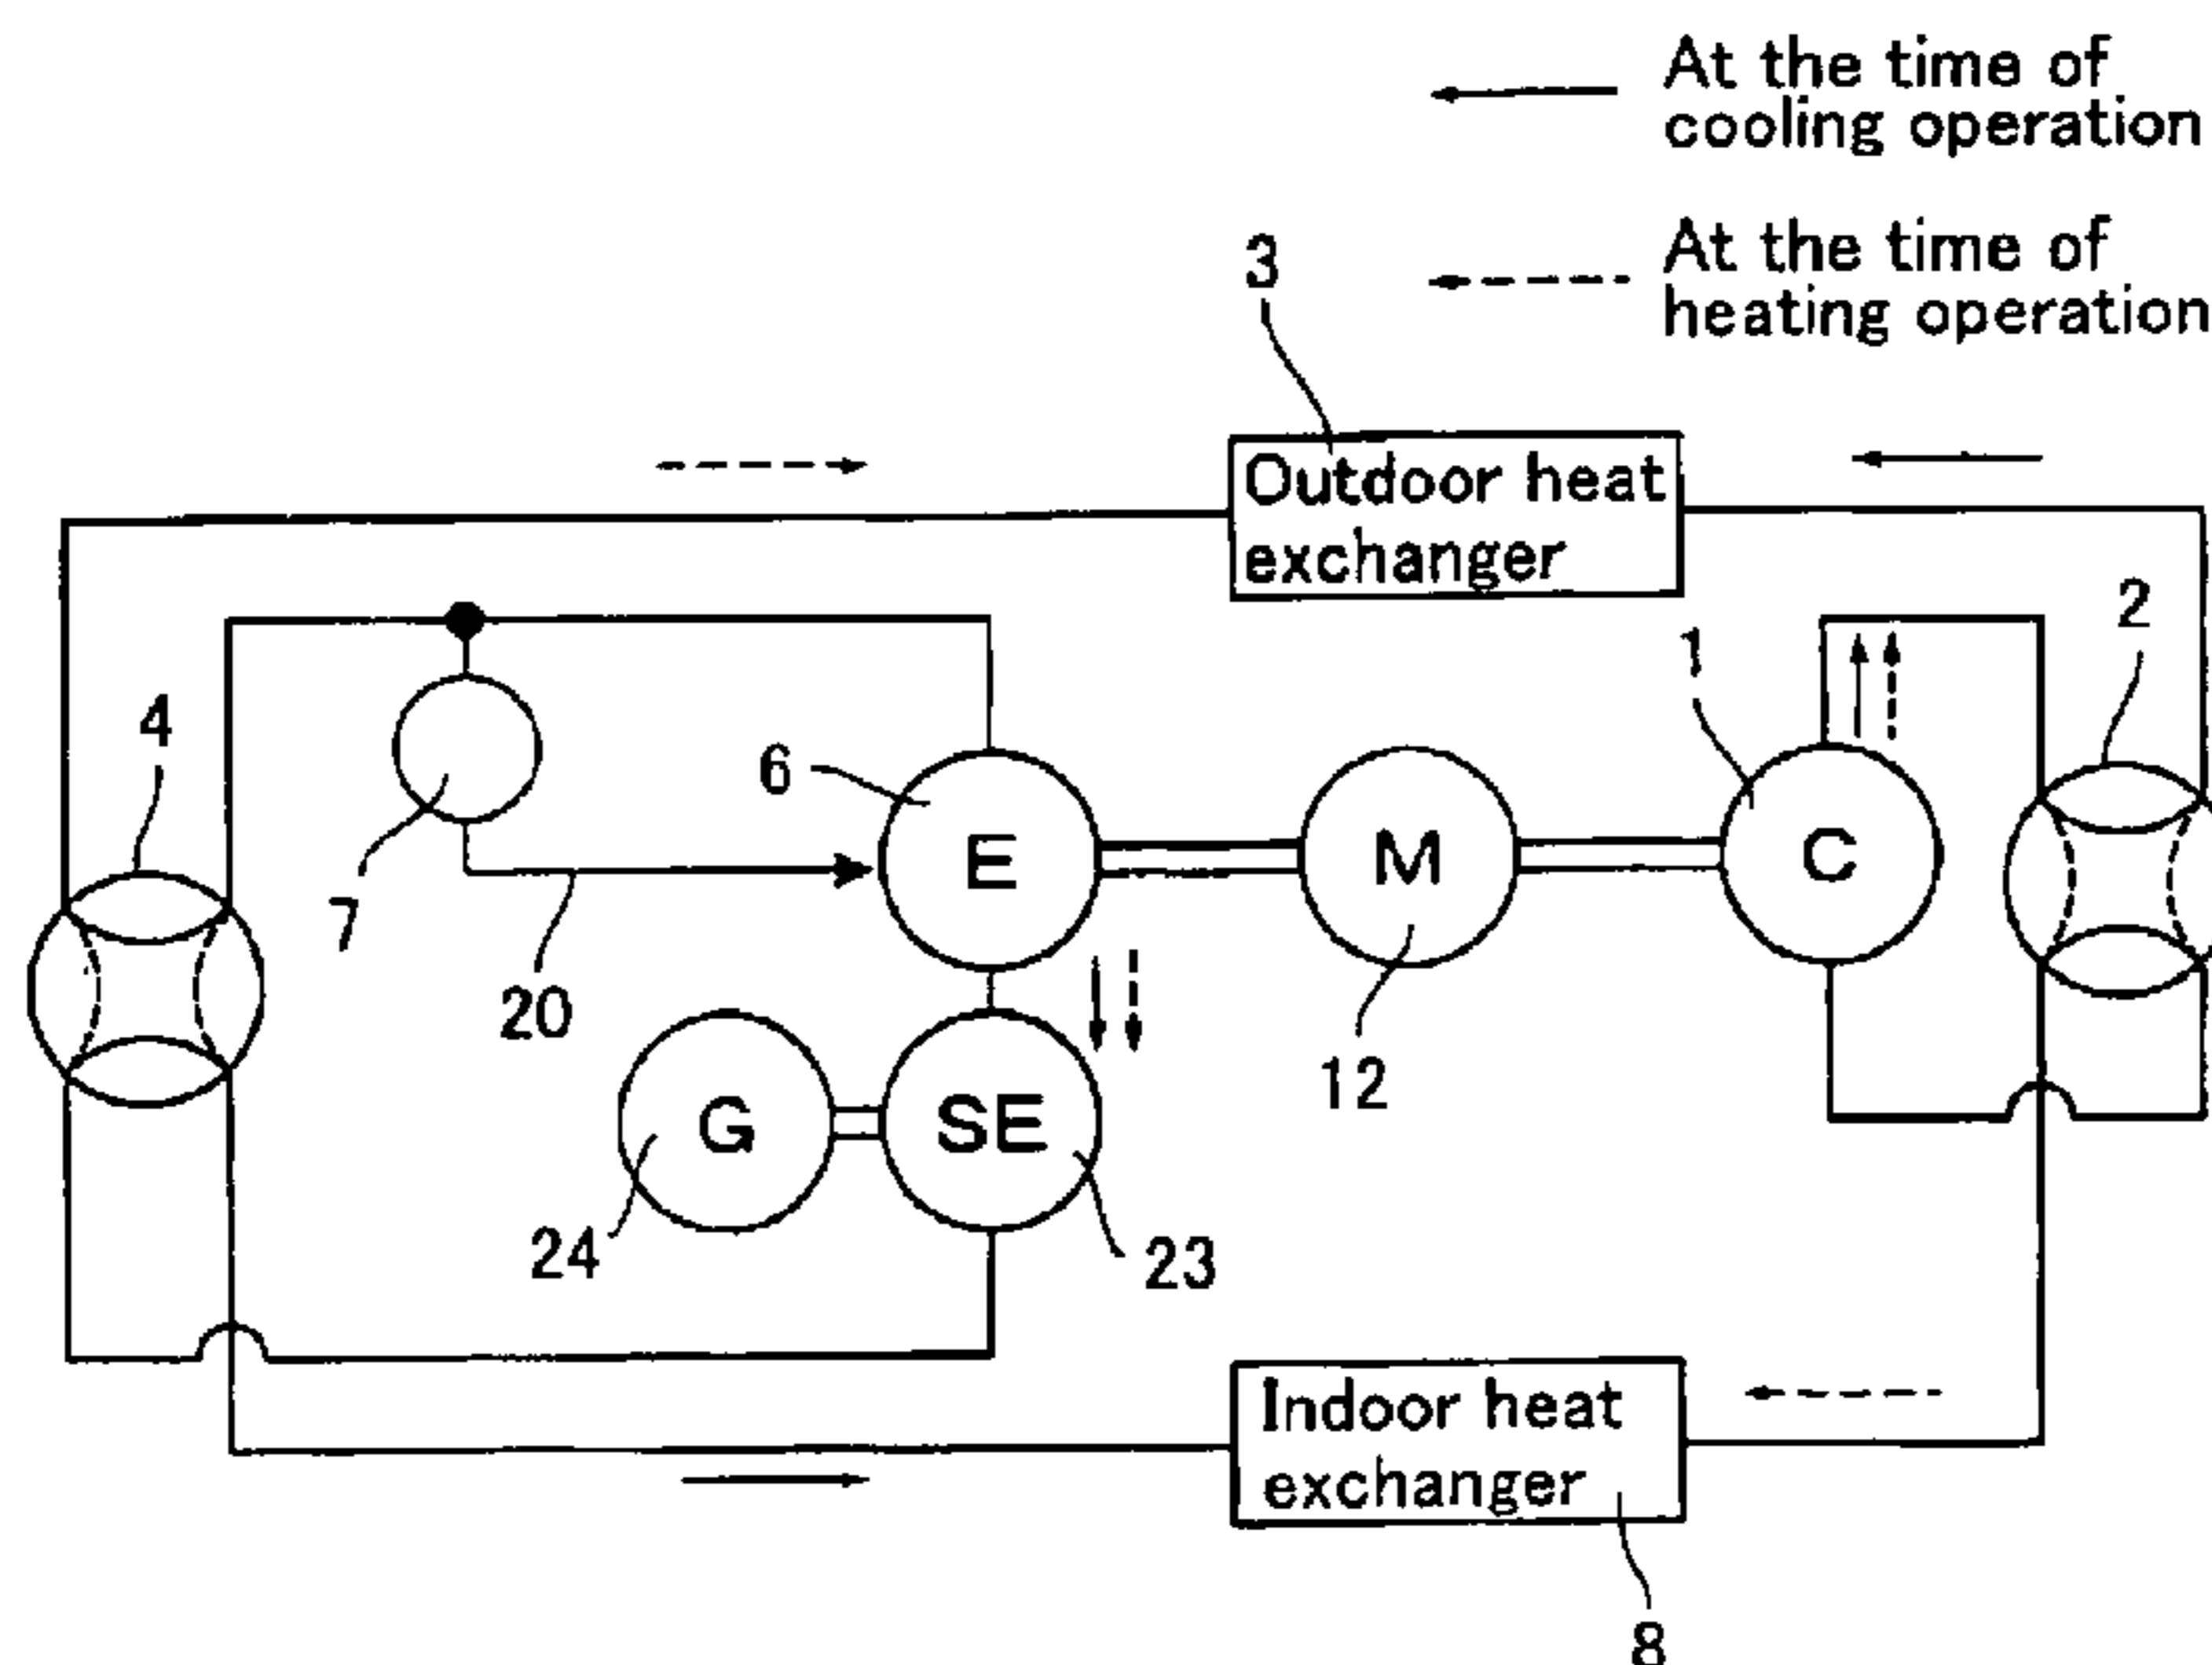 At the time of
cooling operation
At the time of
heating operation
3
Outdoor heat
exchanger
2
1
4
6
E
M
C
7
20
12
G
SE
24
23
Indoor heat
exchanger
8